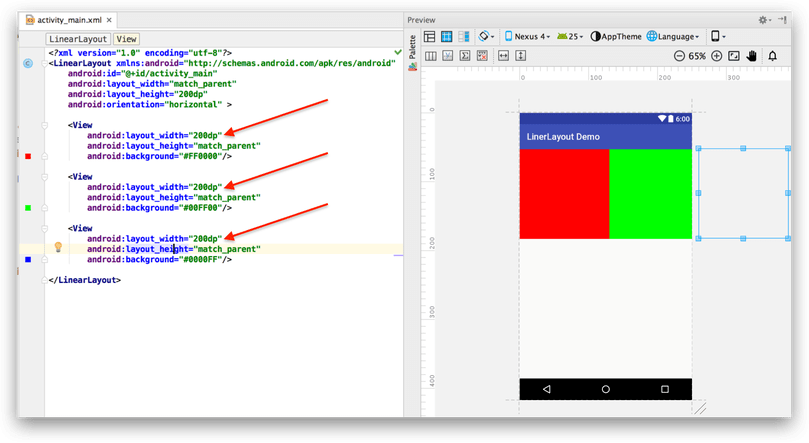 activity_main.xml ×
Preview
LinearLayout View
Palette
Nexus 4
25
AppTheme
Language
65%
<?xml version="1.0" encoding="utf-8"?>
<LinearLayout xmlns:android="http://schemas.android.com/apk/res/android"
android:id="@+id/activity_main"
android:layout_width="match_parent"
android:layout_height="200dp"
android:orientation="horizontal" >
<View
android:layout_width="200dp"
android:layout_height="match_parent"
android:background="#FF0000"/>
<View
android:layout_width="200dp"
android:layout_height="match_parent"
android:background="#00FF00"/>
<View
android:layout_width="200dp"
android:layout_height="match_parent"
android:background="#0000FF"/>
</LinearLayout>
0 100 200 300
0
100
200
300
400
6:00
LinerLayout Demo